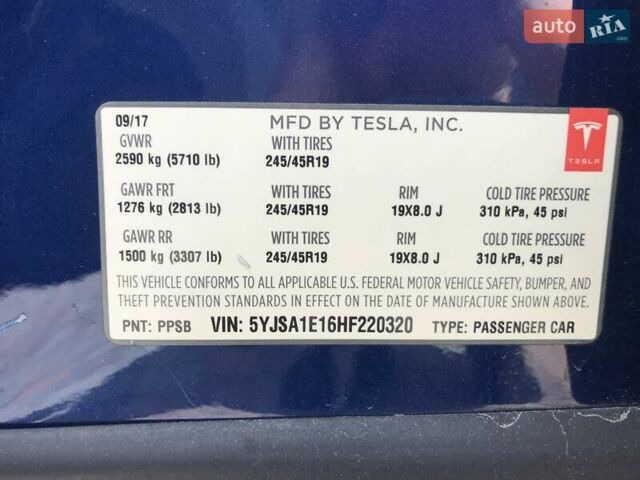 auto RIA.com
09/17 MFD BY TESLA, INC.
GVWR WITH TIRES
2590 kg (5710 lb) 245/45R19
TESLA
GAWR FRT WITH TIRES RIM COLD TIRE PRESSURE
1276 kg (2813 lb) 245/45R19 19X8.0 J 310 kPa, 45 psi
GAWR RR WITH TIRES RIM COLD TIRE PRESSURE
1500 kg (3307 lb) 245/45R19 19X8.0 J 310 kPa, 45 psi
THIS VEHICLE CONFORMS TO ALL APPLICABLE U.S. FEDERAL MOTOR VEHICLE SAFETY, BUMPER, AND
THEFT PREVENTION STANDARDS IN EFFECT ON THE DATE OF MANUFACTURE SHOWN ABOVE.
PNT: PPSB VIN: 5YJSA1E16HF220320 TYPE: PASSENGER CAR